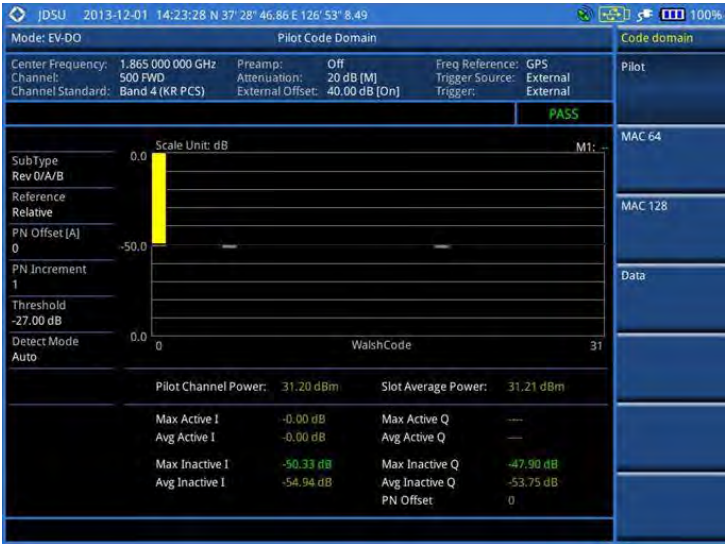 JDSU 2013-12-01 14:23:28 N 37' 28" 46.86 E 126' 53" 8.49 100%
Mode: EV-DO Pilot Code Domain Code domain
Center Frequency: 1.865 000 000 GHz Preamp: Off Freq Reference: GPS
Channel: 500 FWD Attenuation: 20 dB [M] Trigger Source: External
Channel Standard: Band 4 (KR PCS) External Offset: 40.00 dB [On] Trigger: External
Pilot
PASS
MAC 64
Scale Unit: dB M1: --
0.0
SubType
Rev 0/A/B
Reference
Relative
MAC 128
PN Offset [A]
0
-50.0
PN Increment
1
Data
Threshold
-27.00 dB
Detect Mode
Auto
0.0
0 WalshCode 31
Pilot Channel Power: 31.20 dBm Slot Average Power: 31.21 dBm
Max Active I -0.00 dB Max Active Q ----
Avg Active I -0.00 dB Avg Active Q ----
Max Inactive I -50.33 dB Max Inactive Q -47.90 dB
Avg Inactive I -54.94 dB Avg Inactive Q -53.75 dB
PN Offset 0